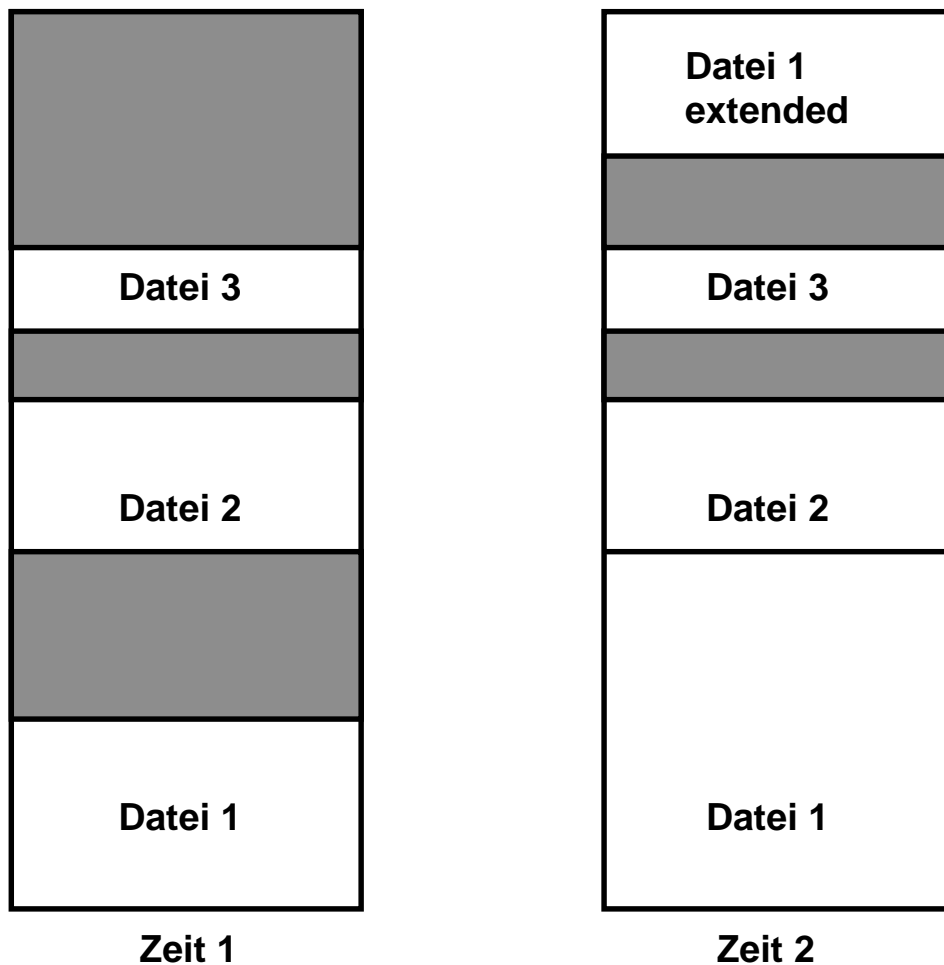 Datei 3
Datei 2
Datei 1
Zeit 1
Datei 1
extended
Datei 3
Datei 2
Datei 1
Zeit 2